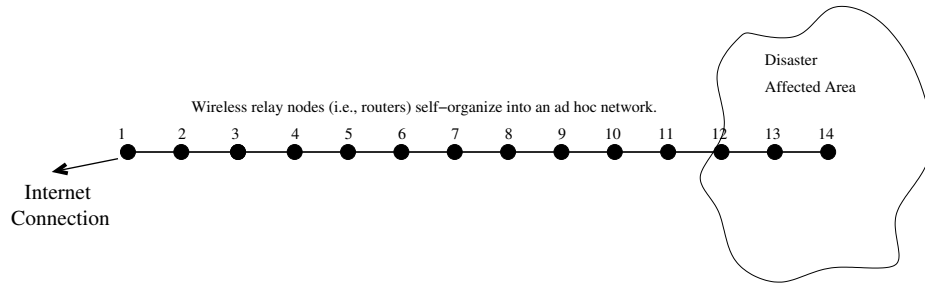 Disaster
Affected Area
Wireless relay nodes (i.e., routers) self−organize into an ad hoc network.
1 2 3 4 5 6 7 8 9 10 11 12 13 14
Internet
Connection